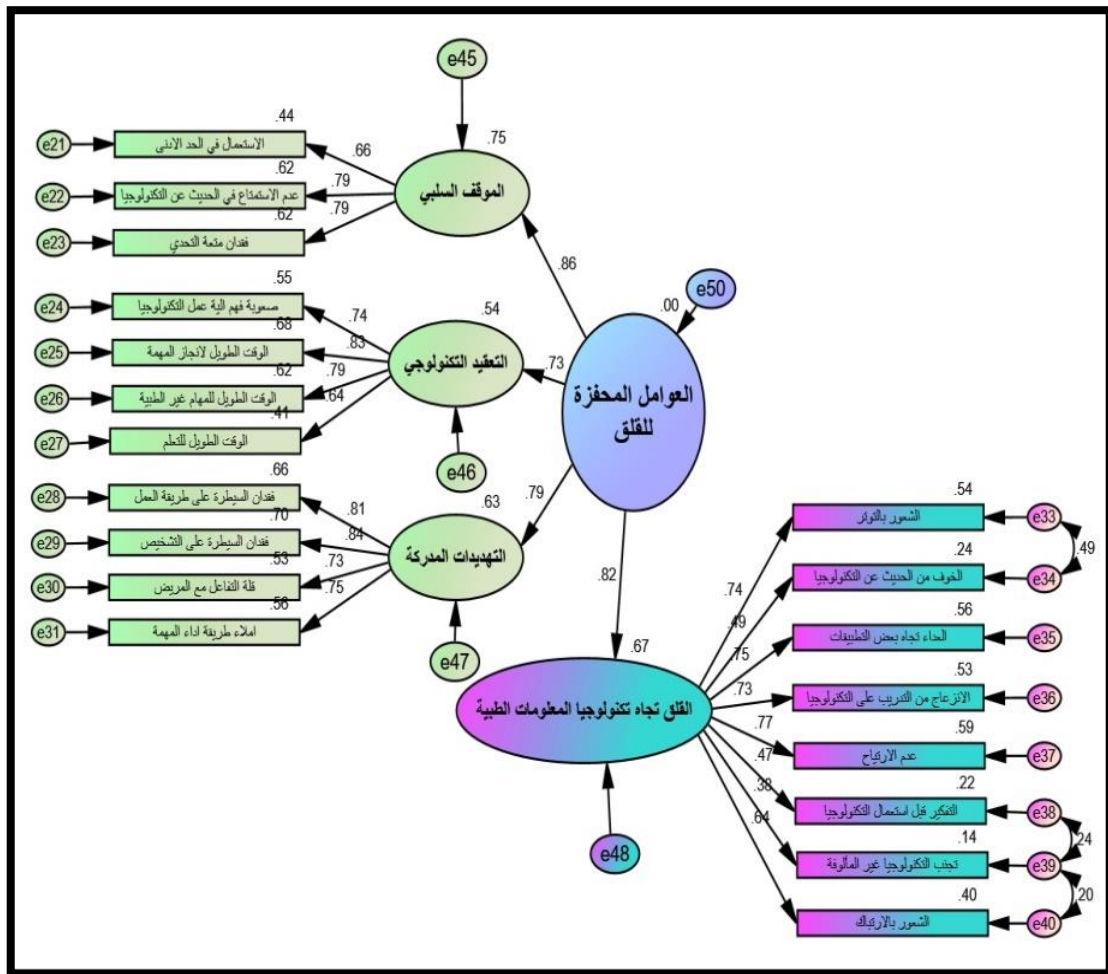 e45
.75
.44
e21
الاستعمال في الحد الادنى
.66
.62
e22
عدم الاستمتاع في الحديث عن التكنولوجيا
.79
الموقف السلبي
.62
.79
e23
فقدان متعة التحدي
.86
.55
e24
صعوبة فهم الية عمل التكنولوجيا
.74
.54
.68
e25
الوقت الطويل لانجاز المهمة
.83
التعقيد التكنولوجي
.73
.62
e26
الوقت الطويل للمهام غير الطبية
.79
.64
.41
e27
الوقت الطويل للتعلم
e46
.00
e50
العوامل المحفزة
للقلق
.66
e28
فقدان السيطرة على طريقة العمل
.81
.63
.79
.70
e29
فقدان السيطرة على التشخيص
.84
التهديدات المدركة
.53
e30
قلة التفاعل مع المريض
.73
.75
.56
e31
املاء طريقة اداء المهمة
e47
.82
.67
القلق تجاه تكنولوجيا المعلومات الطبية
e48
.54
.74
الشعور بالتوتر
e33
.49
.24
.49
الخوف من الحديث عن التكنولوجيا
e34
.56
.75
العداء تجاه بعض التطبيقات
e35
.53
.73
الانزعاج من التدريب على التكنولوجيا
e36
.59
.77
عدم الارتياح
e37
.22
.47
التفكير قبل استعمال التكنولوجيا
e38
.24
.14
.38
تجنب التكنولوجيا غير المألوفة
e39
.20
.40
.64
الشعور بالارتباك
e40